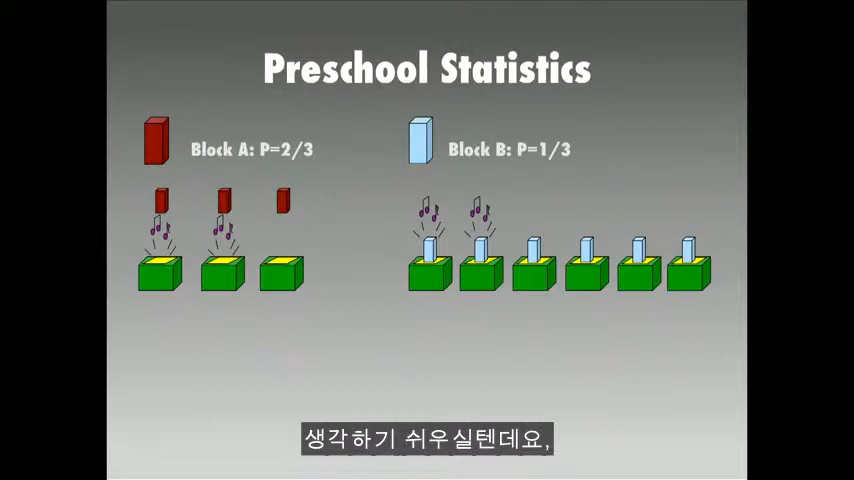 Preschool Statistics
Block A: P=2/3
Block B: P=1/3
생각하기 쉬우실텐데요,